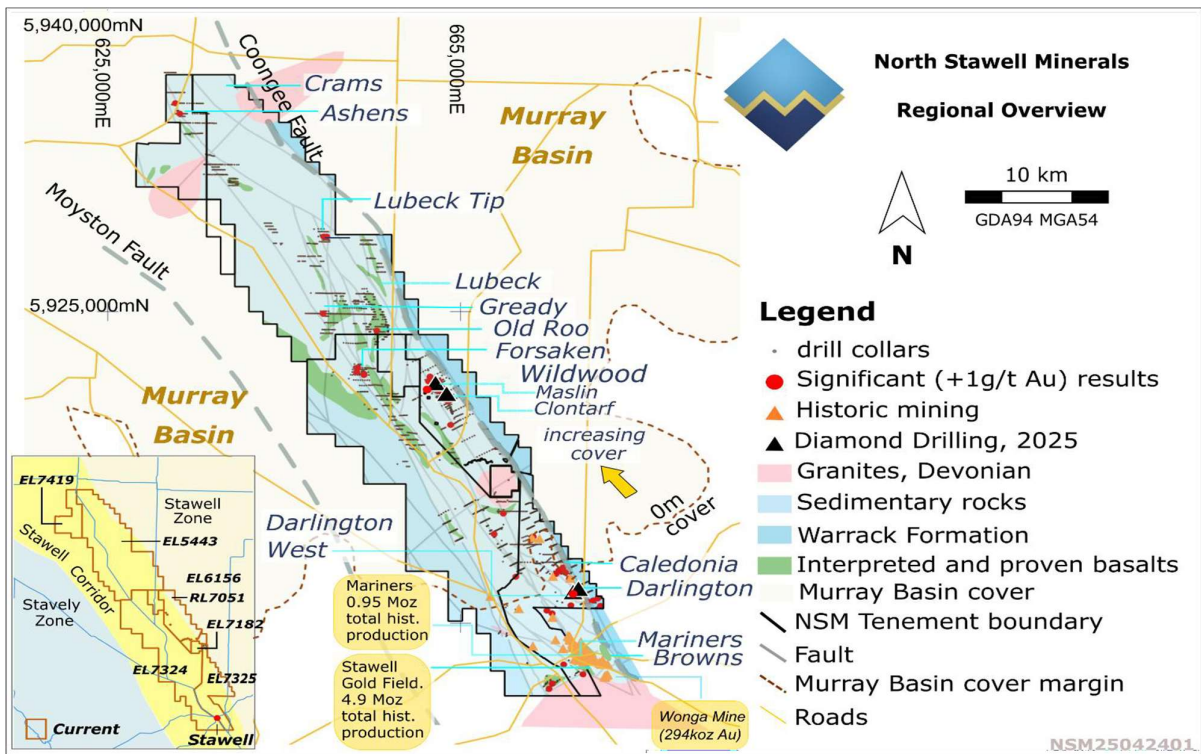 5,940,000mN
625,000mE
665,000mE
Coongee Fault
Crams
Ashens
Murray
Basin
Moyston Fault
Lubeck Tip
5,925,000mN
Lubeck
Gready
Old Roo
Forsaken
Wildwood
Maslin
Clontarf
Murray
Basin
increasing
cover
0m
cover
Darlington
West
Caledonia
Darlington
Mariners
0.95 Moz
total hist.
production
Mariners
Browns
Stawell
Gold Field.
4.9 Moz
total hist.
production
Wonga Mine
(294koz Au)
EL7419
Stawell
Zone
EL5443
Stawell Corridor
EL6156
RL7051
Stavely
Zone
EL7182
EL7324
EL7325
Current
Stawell
North Stawell Minerals
Regional Overview
10 km
GDA94 MGA54
N
Legend
drill collars
Significant (+1g/t Au) results
Historic mining
Diamond Drilling, 2025
Granites, Devonian
Sedimentary rocks
Warrack Formation
Interpreted and proven basalts
Murray Basin cover
NSM Tenement boundary
Fault
Murray Basin cover margin
Roads
NSM25042401